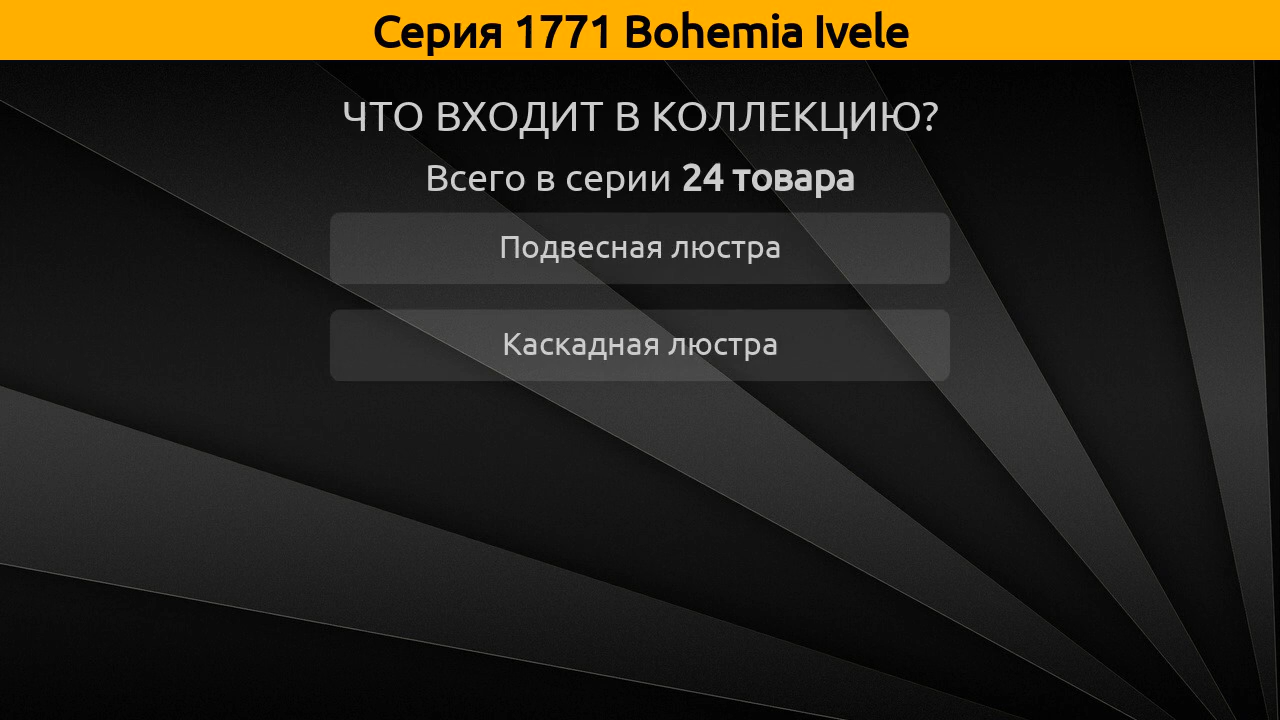 Серия 1771 Bohemia Ivele
ЧТО ВХОДИТ В КОЛЛЕКЦИЮ?
Всего в серии 24 товара
Подвесная люстра
Каскадная люстра